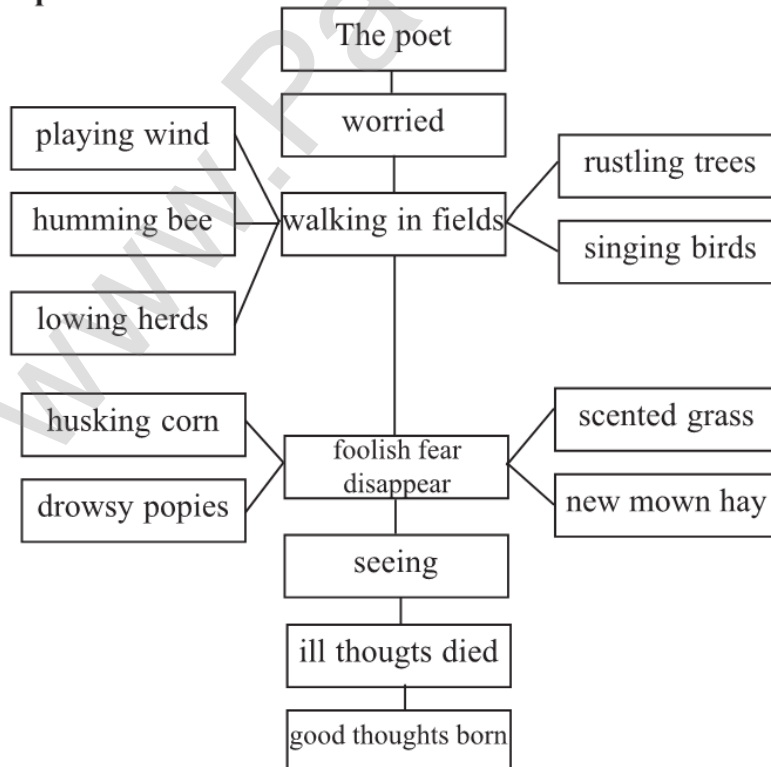 The poet
worried
playing wind
rustling trees
humming bee
walking in fields
singing birds
lowing herds
husking corn
scented grass
foolish fear
disappear
drowsy popies
new mown hay
seeing
ill thougts died
good thoughts born